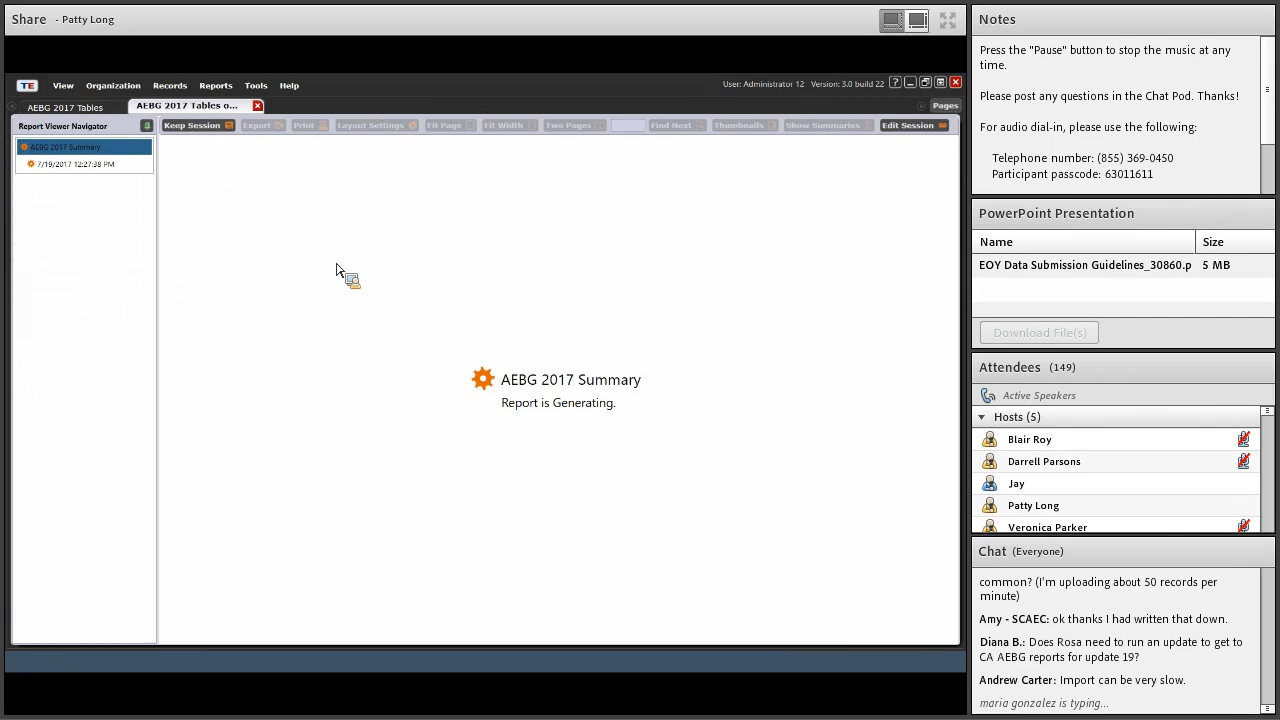 Share - Patty Long
TE View Organization Records Reports Tools Help
User: Administrator 12 Version: 3.0 build 22 ?
AEBG 2017 Tables AEBG 2017 Tables o... Pages
Report Viewer Navigator
Keep Session Export Print Layout Settings Fit Page Fit Width Two Pages Find Next Thumbnails Show Summaries Edit Session
AEBG 2017 Summary
7/19/2017 12:27:38 PM
AEBG 2017 Summary
Report is Generating.
Notes
Press the "Pause" button to stop the music at any
time.
Please post any questions in the Chat Pod. Thanks!
For audio dial-in, please use the following:
Telephone number: (855) 369-0450
Participant passcode: 63011611
PowerPoint Presentation
Name Size
EOY Data Submission Guidelines_30860.p 5 MB
Download File(s)
Attendees (149)
Active Speakers
Hosts (5)
Blair Roy
Darrell Parsons
Jay
Patty Long
Veronica Parker
Chat (Everyone)
common? (I'm uploading about 50 records per
minute)
Amy - SCAEC: ok thanks I had written that down.
Diana B.: Does Rosa need to run an update to get to
CA AEBG reports for update 19?
Andrew Carter: Import can be very slow.
maria gonzalez is typing...